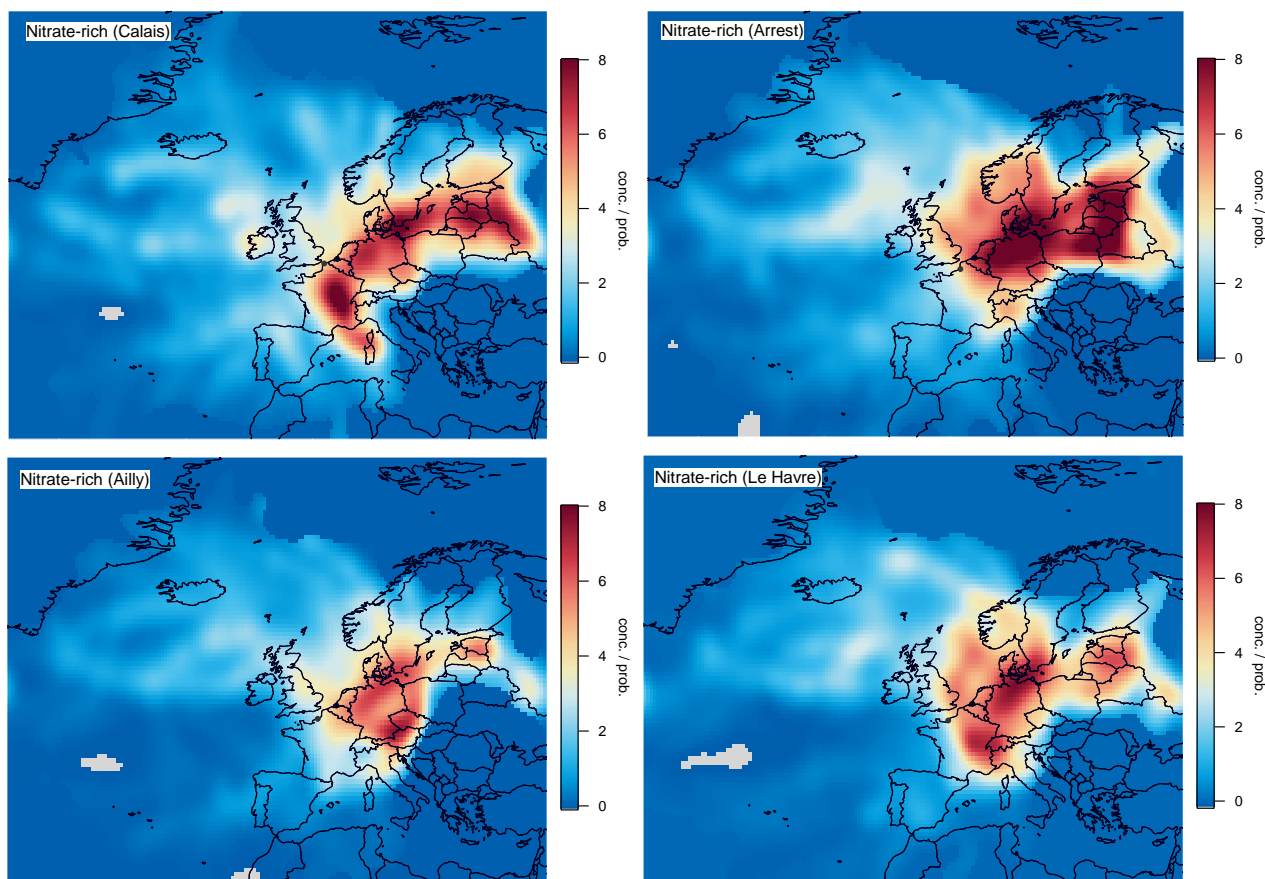 Nitrate-rich (Calais)
8
6
4
2
0
conc. / prob.
Nitrate-rich (Arrest)
8
6
4
2
0
conc. / prob.
Nitrate-rich (Ailly)
8
6
4
2
0
conc. / prob.
Nitrate-rich (Le Havre)
8
6
4
2
0
conc. / prob.